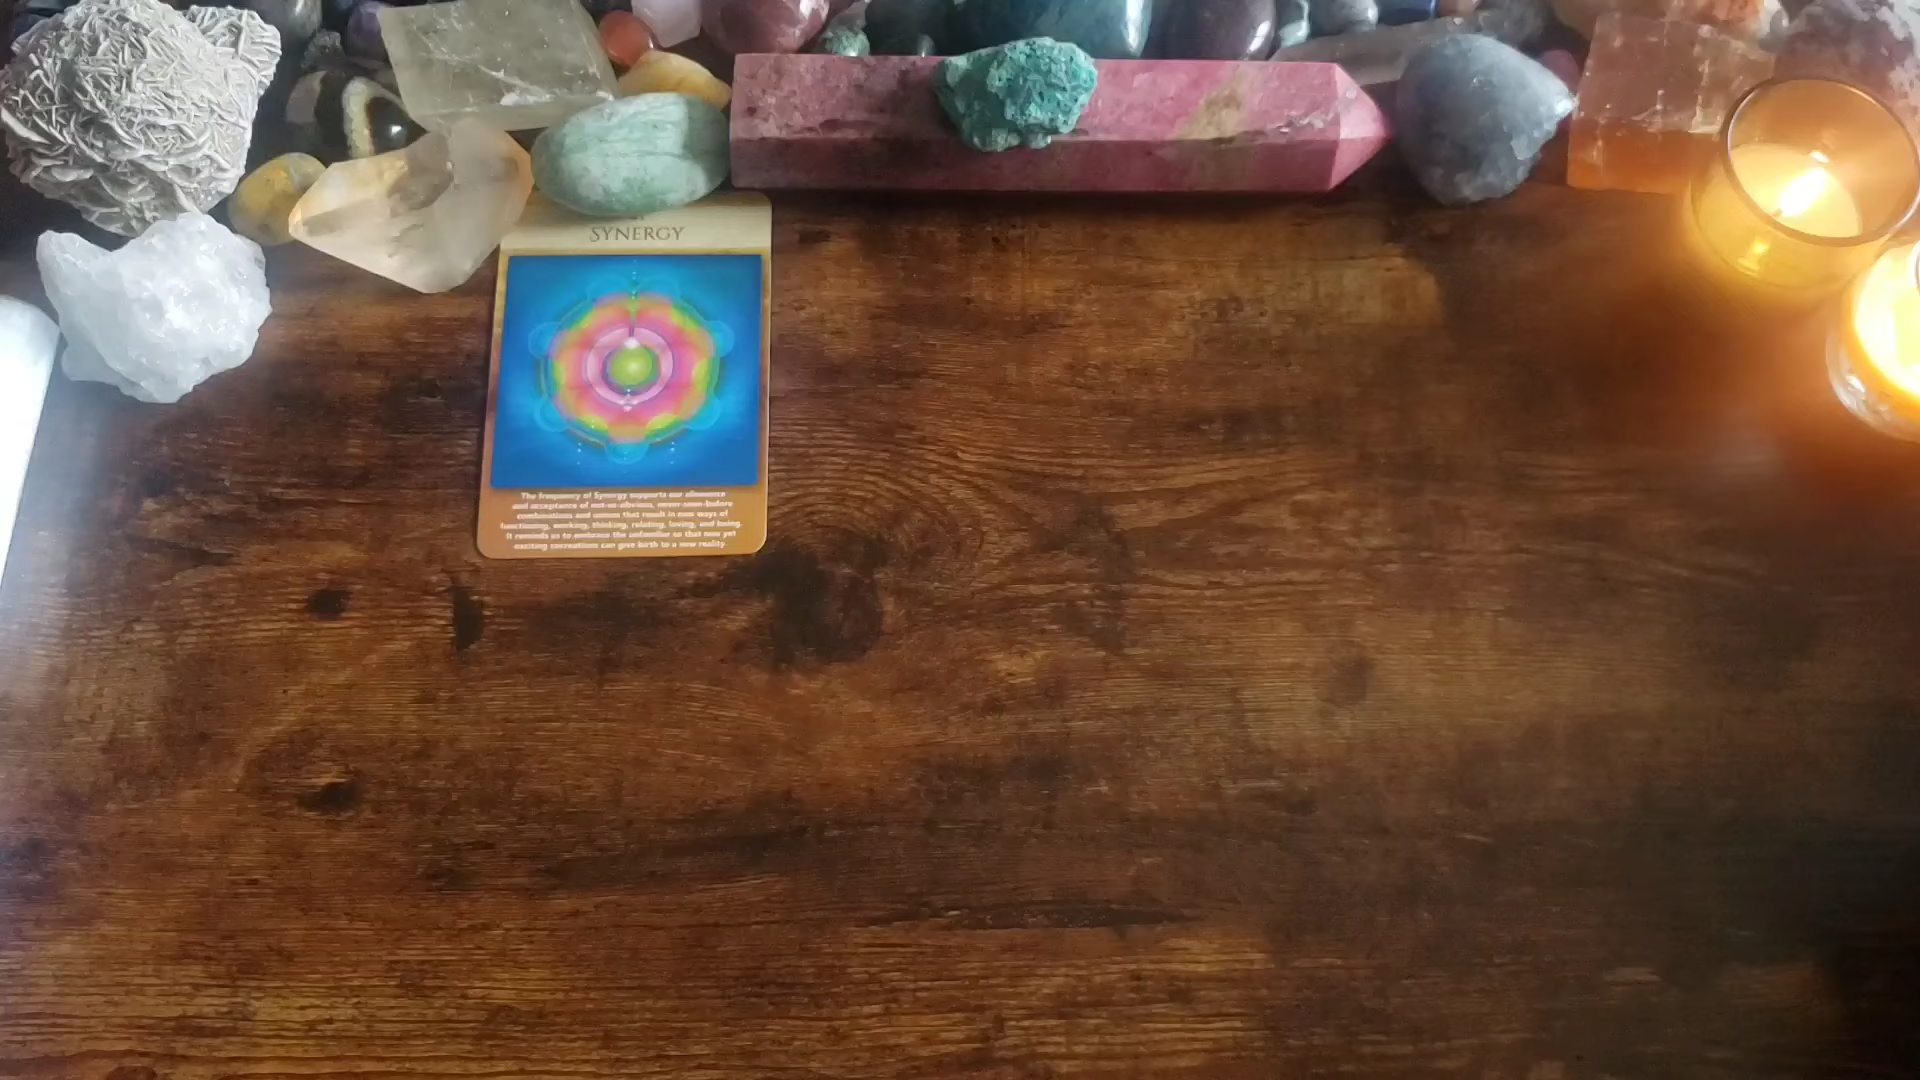 SYNERGY
The frequency of Synergy supports our allowance
and acceptance of not-so-obvious, never-seen-before
combinations and unions that result in new ways of
functioning, working, thinking, relating, loving, and being.
It reminds us to embrace the unfamiliar so that new yet
exciting cocreations can give birth to a new reality